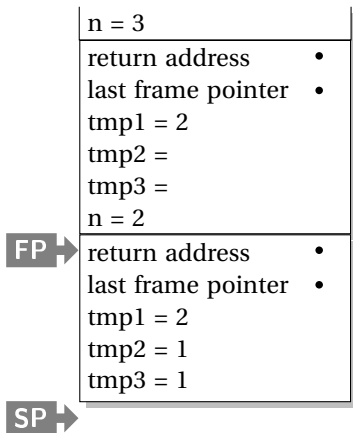 n = 3
return address •
last frame pointer •
tmp1 = 2
tmp2 =
tmp3 =
n = 2
FP
return address •
last frame pointer •
tmp1 = 2
tmp2 = 1
tmp3 = 1
SP